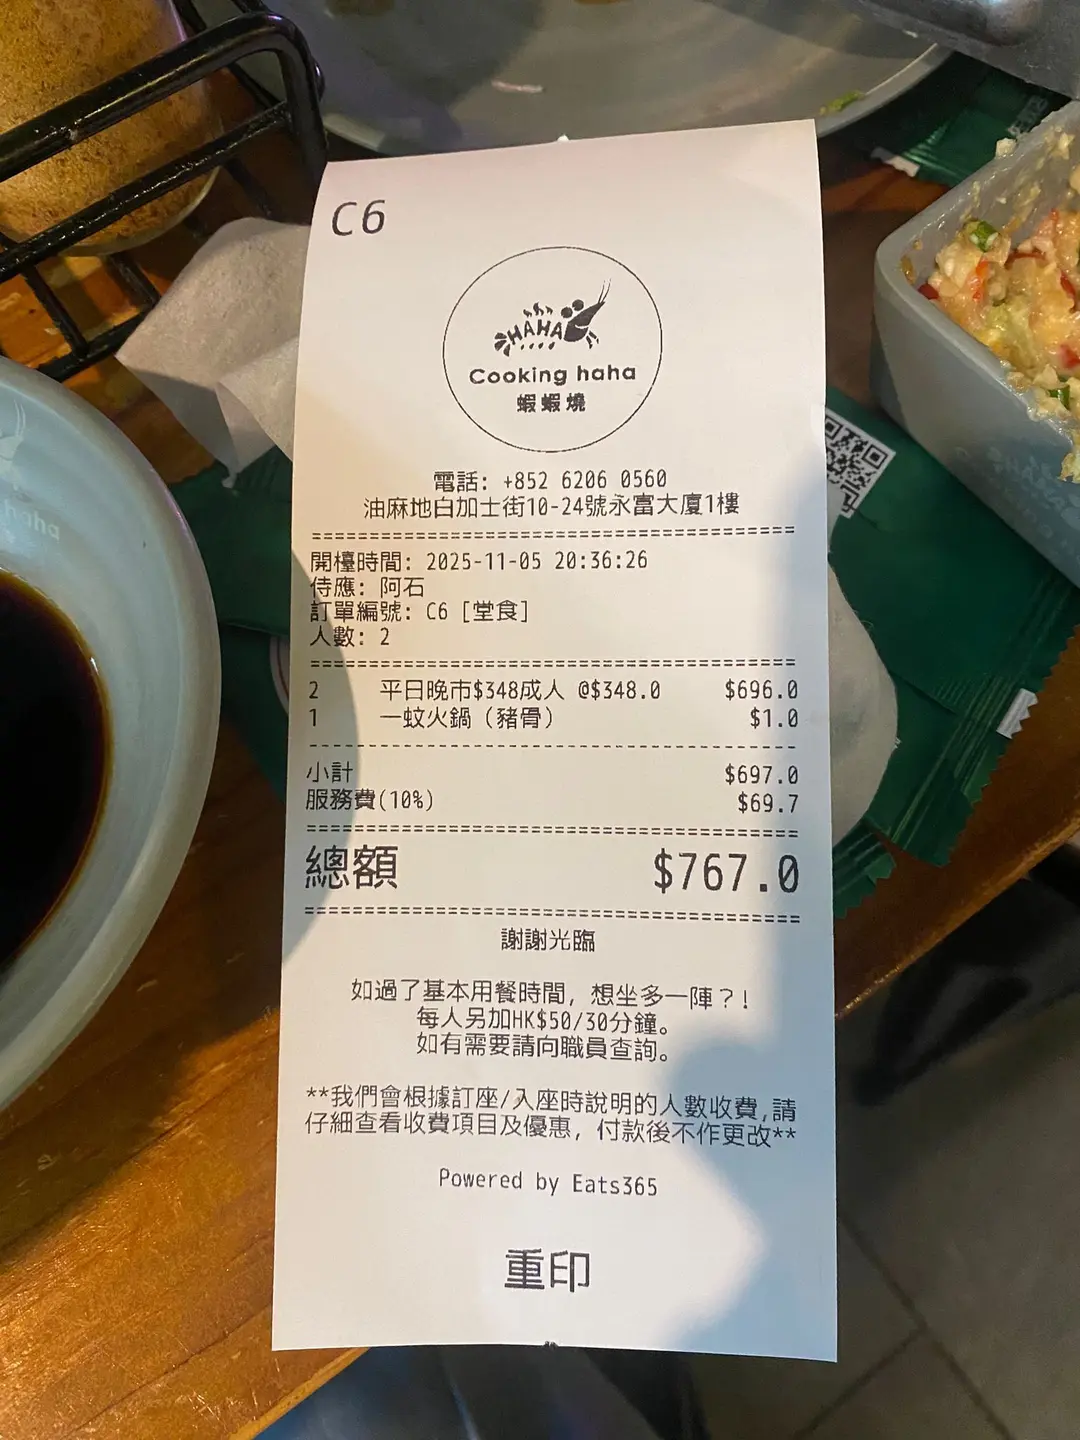 C6
HAHA
Cooking haha
蝦蝦燒
電話: +852 6206 0560
油麻地白加士街10-24號永富大廈1樓
開檯時間: 2025-11-05 20:36:26
侍應: 阿石
訂單編號: C6 [堂食]
人數: 2
2 平日晚市$348成人 @$348.0 $696.0
1 一蚊火鍋（豬骨） $1.0
小計 $697.0
服務費(10%) $69.7
總額 $767.0
謝謝光臨
如過了基本用餐時間，想坐多一陣？!
每人另加HK$50/30分鐘。
如有需要請向職員查詢。
**我們會根據訂座/入座時說明的人數收費,請
仔細查看收費項目及優惠，付款後不作更改**
Powered by Eats365
重印
haha